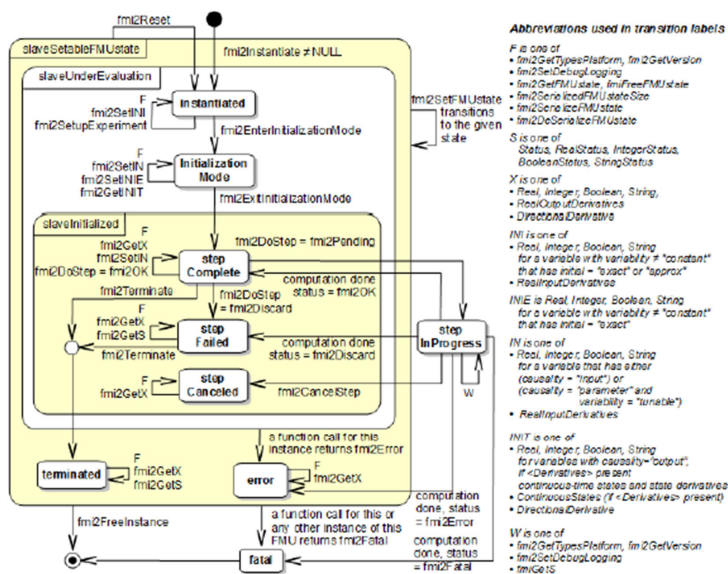 fmi2Reset
slaveSetableFMUstate
fmi2Instantiate ≠ NULL
slaveUnderEvaluation
F
fmi2SetINI
fmi2SetupExperiment
instantiated
fmi2EnterInitializationMode
fmi2SetFMUstate
transitions
to the given
state
F
fmi2SetIN
fmi2SetINIE
fmi2GetINIT
Initialization
Mode
fmi2ExitInitializationMode
slaveInitialized
F
fmi2GetX
fmi2SetIN
fmi2DoStep = fmi2OK
fmi2DoStep = fmi2Pending
step
Complete
computation done
status = fmi2OK
fmi2Terminate
fmi2DoStep
= fmi2Discard
F
fmi2GetX
fmi2GetS
step
Failed
fmi2Terminate
computation done
status = fmi2Discard
step
InProgress
W
F
fmi2GetX
step
Canceled
fmi2CancelStep
a function call for this
instance returns fmi2Error
terminated
F
fmi2GetX
fmi2GetS
error
F
fmi2GetX
fmi2FreeInstance
a function call for this or
any other instance of this
FMU returns fmi2Fatal
computation
done, status
= fmi2Error
computation
done, status
= fmi2Fatal
fatal
Abbreviations used in transition labels
F is one of
• fmi2GetTypesPlatform, fmi2GetVersion
• fmi2SetDebugLogging
• fmi2GetFMUstate, fmiFreeFMUstate
• fmi2SerializedFMUstateSize
• fmi2SerializeFMUstate
• fmi2DeSerializeFMUstate
S is one of
Status, RealStatus, IntegerStatus,
BooleanStatus, StringStatus
X is one of
• Real, Integer, Boolean, String,
• RealOutputDerivatives
• DirectionalDerivative
INI is one of
• Real, Integer, Boolean, String
for a variable with variability ≠ "constant"
that has initial = "exact" or "approx"
• RealInputDerivatives
INIE is Real, Integer, Boolean, String
for a variable with variability ≠ "constant"
that has initial = "exact"
IN is one of
• Real, Integer, Boolean, String
for a variable that has either
(causality = "input") or
(causality = "parameter" and
variability = "tunable")
• RealInputDerivatives
INIT is one of
• Real, Integer, Boolean, String
for variables with causality="output",
if <Derivatives> present
continuous-time states and state derivatives
• ContinuousStates (if <Derivatives> present)
• DirectionalDerivative
W is one of
• fmi2GetTypesPlatform, fmi2GetVersion
• fmi2SetDebugLogging
• fmiGetS